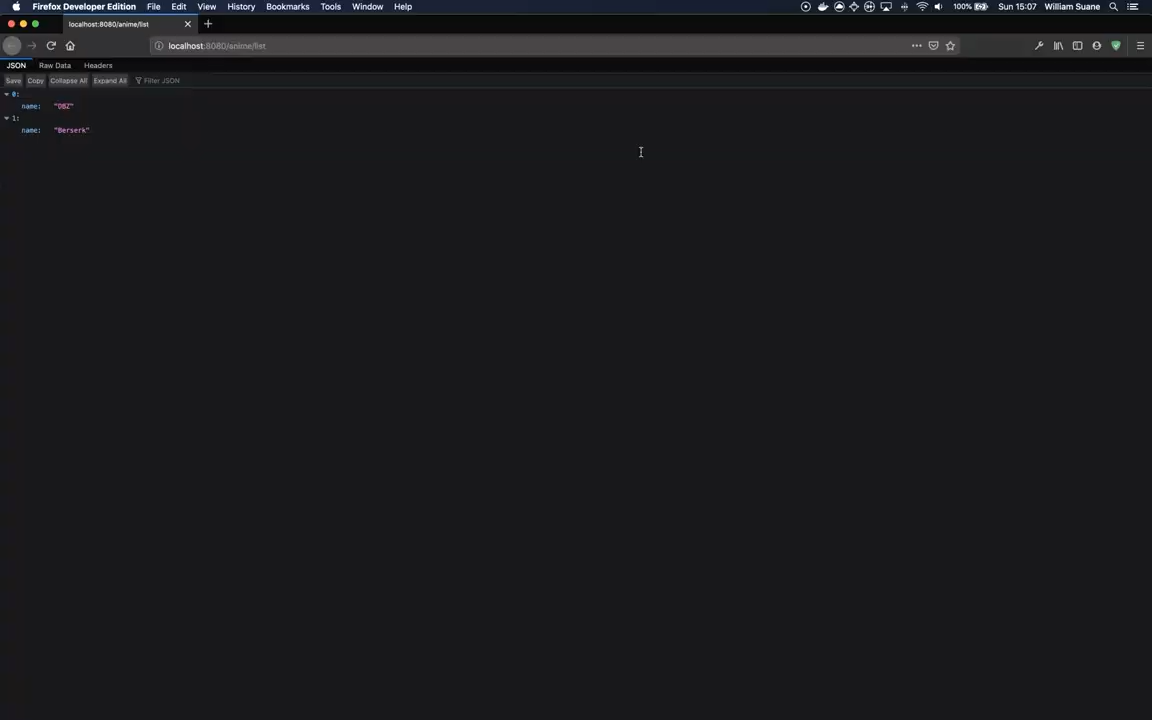 Firefox Developer Edition File Edit View History Bookmarks Tools Window Help 100% Sun 15:07 William Suane
localhost:8080/anime/list
localhost:8080/anime/list
JSON Raw Data Headers
Save Copy Collapse All Expand All Filter JSON
0:
name: "DBZ"
1:
name: "Berserk"